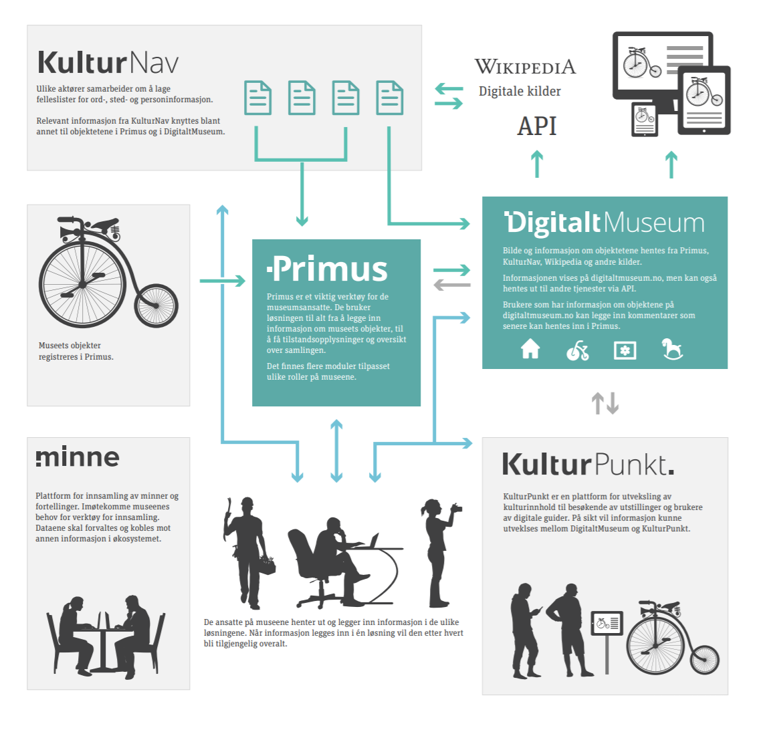 KulturNav
Ulike aktører samarbeider om å lage
felleslister for ord-, sted- og personinformasjon.
Relevant informasjon fra KulturNav knyttes blant
annet til objektetene i Primus og i DigitaltMuseum.
WIKIPEDIA
Digitale kilder
API
Museets objekter
registreres i Primus.
Primus
Primus er et viktig verktøy for de
museumsansatte. De bruker
løsningen til alt fra å legge inn
informasjon om museets objekter, til
å få tilstandsopplysninger og oversikt
over samlingen.
Det finnes flere moduler tilpasset
ulike roller på museene.
DigitaltMuseum
Bilde og informasjon om objektetene hentes fra Primus,
KulturNav, Wikipedia og andre kilder.
Informasjonen vises på digitaltmuseum.no, men kan også
hentes ut til andre tjenester via API.
Brukere som har informasjon om objektene på
digitaltmuseum.no kan legge inn kommentarer som
senere kan hentes inn i Primus.
minne
Plattform for innsamling av minner og
fortellinger. Imøtekomme museenes
behov for verktøy for innsamling.
Dataene skal forvaltes og kobles mot
annen informasjon i økosystemet.
De ansatte på museene henter ut og legger inn informasjon i de ulike
løsningene. Når informasjon legges inn i én løsning vil den etter hvert
bli tilgjengelig overalt.
KulturPunkt.
KulturPunkt er en plattform for utveksling av
kulturinnhold til besøkende av utstillinger og brukere
av digitale guider. På sikt vil informasjon kunne
utveklses mellom DigitaltMuseum og KulturPunkt.